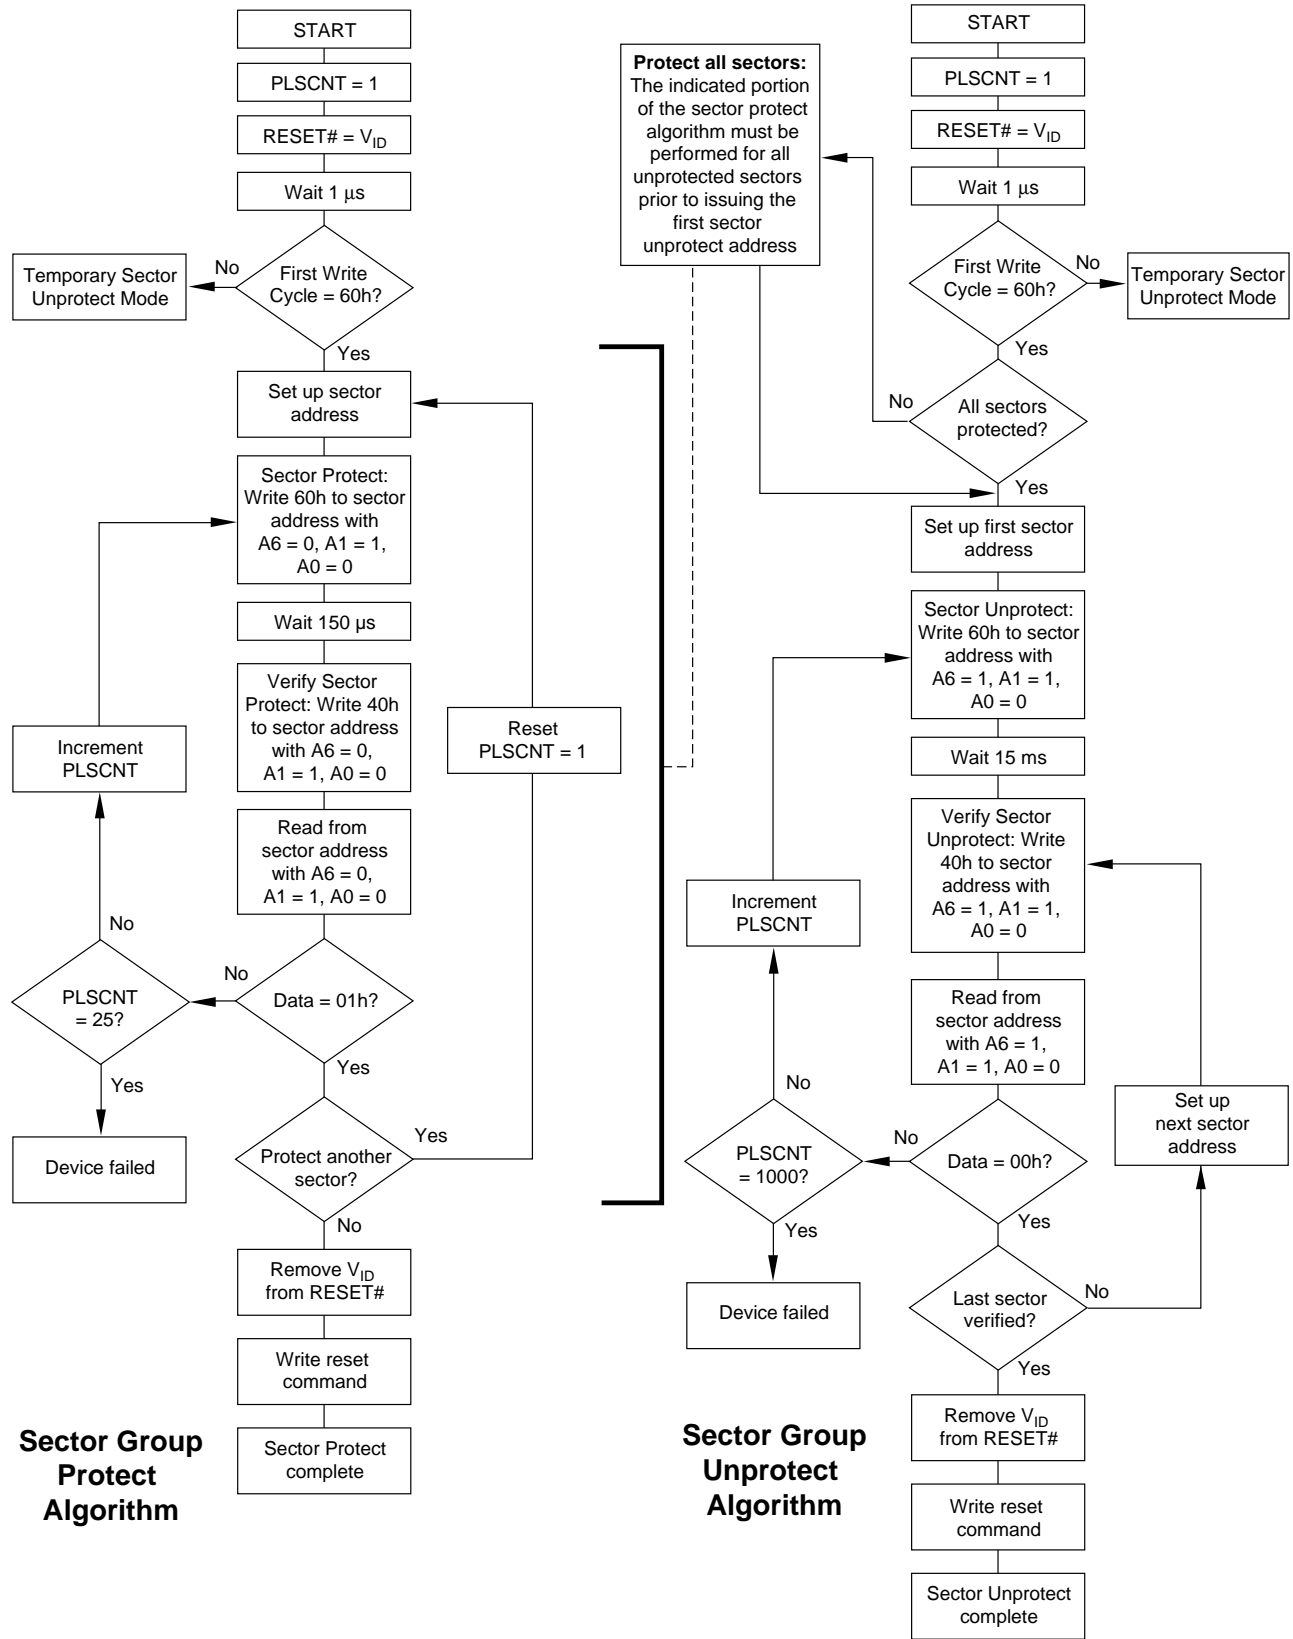 START
PLSCNT = 1
RESET# = VID
Wait 1 μs
First Write
Cycle = 60h?
No
Temporary Sector
Unprotect Mode
Yes
Set up sector
address
Sector Protect:
Write 60h to sector
address with
A6 = 0, A1 = 1,
A0 = 0
Wait 150 µs
Verify Sector
Protect: Write 40h
to sector address
with A6 = 0,
A1 = 1, A0 = 0
Reset
PLSCNT = 1
Increment
PLSCNT
Read from
sector address
with A6 = 0,
A1 = 1, A0 = 0
No
No
PLSCNT
= 25?
Data = 01h?
Yes
Yes
Device failed
Protect another
sector?
Yes
No
Remove VID
from RESET#
Write reset
command
Sector Protect
complete
Sector Group
Protect
Algorithm
Protect all sectors:
The indicated portion
of the sector protect
algorithm must be
performed for all
unprotected sectors
prior to issuing the
first sector
unprotect address
START
PLSCNT = 1
RESET# = VID
Wait 1 μs
First Write
Cycle = 60h?
No
Temporary Sector
Unprotect Mode
Yes
No
All sectors
protected?
Yes
Set up first sector
address
Sector Unprotect:
Write 60h to sector
address with
A6 = 1, A1 = 1,
A0 = 0
Wait 15 ms
Verify Sector
Unprotect: Write
40h to sector
address with
A6 = 1, A1 = 1,
A0 = 0
Increment
PLSCNT
Read from
sector address
with A6 = 1,
A1 = 1, A0 = 0
No
Set up
next sector
address
No
PLSCNT
= 1000?
Data = 00h?
Yes
Yes
Device failed
Last sector
verified?
No
Yes
Remove VID
from RESET#
Write reset
command
Sector Unprotect
complete
Sector Group
Unprotect
Algorithm